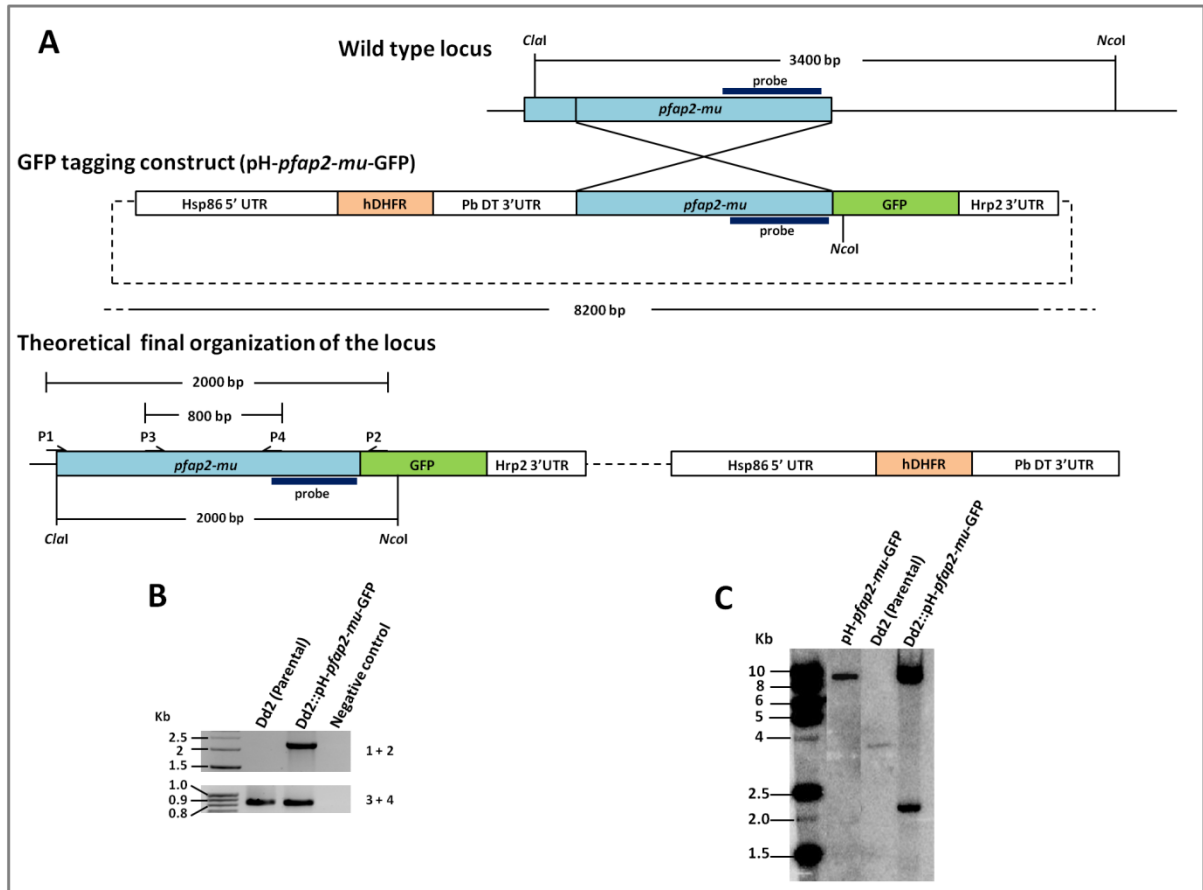 A
Wild type locus
ClaI
NcoI
3400 bp
probe
pfap2-mu
GFP tagging construct (pH-pfap2-mu-GFP)
Hsp86 5’ UTR
hDHFR
Pb DT 3’UTR
pfap2-mu
GFP
Hrp2 3’UTR
probe
NcoI
8200 bp
Theoretical final organization of the locus
2000 bp
800 bp
P1
P3
P4
P2
pfap2-mu
GFP
Hrp2 3’UTR
Hsp86 5’ UTR
hDHFR
Pb DT 3’UTR
probe
2000 bp
ClaI
NcoI
B
Dd2 (Parental)
Dd2::pH-pfap2-mu-GFP
Negative control
Kb
2.5
2
1.5
1 + 2
1.0
0.9
0.8
3 + 4
C
pH-pfap2-mu-GFP
Dd2 (Parental)
Dd2::pH-pfap2-mu-GFP
Kb
10
8
6
5
4
2.5
2.0
1.5